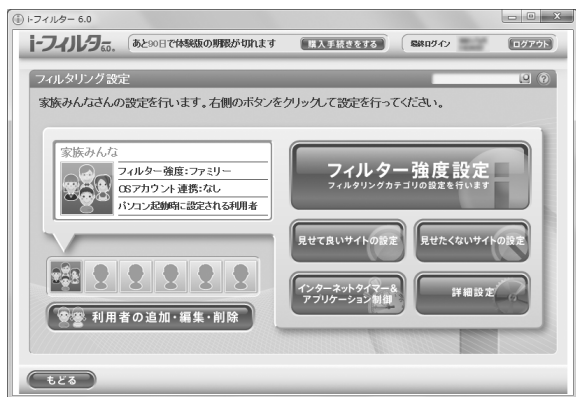 i-フィルター 6.0
i-フィルター 6.0.
あと90日で体験版の期限が切れます
購入手続きをする
最終ログイン
ログアウト
フィルタリング設定
家族みんなさんの設定を行います。右側のボタンをクリックして設定を行ってください。
家族みんな
フィルター強度:ファミリー
OSアカウント連携:なし
パソコン起動時に設定される利用者
利用者の追加・編集・削除
フィルター強度設定
フィルタリングカテゴリの設定を行います
見せて良いサイトの設定
見せたくないサイトの設定
インターネットタイマー&
アプリケーション制御
詳細設定
もどる